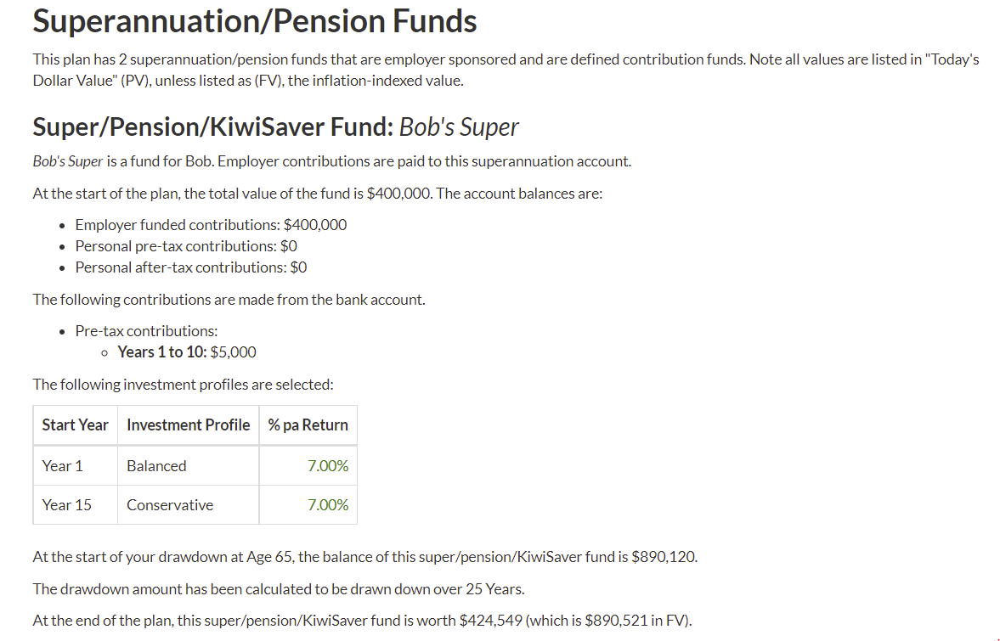 Superannuation/Pension Funds
This plan has 2 superannuation/pension funds that are employer sponsored and are defined contribution funds. Note all values are listed in "Today's
Dollar Value" (PV), unless listed as (FV), the inflation-indexed value.
Super/Pension/KiwiSaver Fund: Bob's Super
Bob's Super is a fund for Bob. Employer contributions are paid to this superannuation account.
At the start of the plan, the total value of the fund is $400,000. The account balances are:
• Employer funded contributions: $400,000
• Personal pre-tax contributions: $0
• Personal after-tax contributions: $0
The following contributions are made from the bank account.
• Pre-tax contributions:
◦ Years 1 to 10: $5,000
The following investment profiles are selected:
Start Year Investment Profile % pa Return
Year 1 Balanced 7.00%
Year 15 Conservative 7.00%
At the start of your drawdown at Age 65, the balance of this super/pension/KiwiSaver fund is $890,120.
The drawdown amount has been calculated to be drawn down over 25 Years.
At the end of the plan, this super/pension/KiwiSaver fund is worth $424,549 (which is $890,521 in FV).